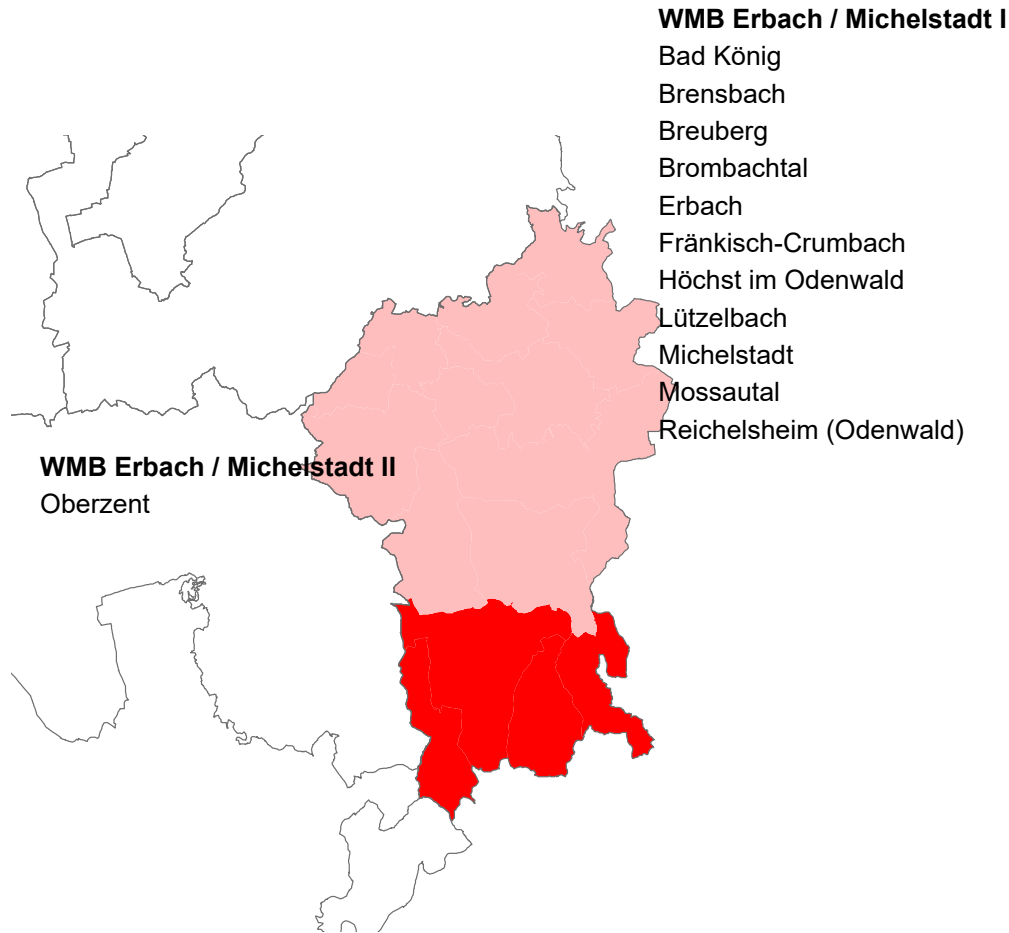 WMB Erbach / Michelstadt I
Bad König
Brensbach
Breuberg
Brombachtal
Erbach
Fränkisch-Crumbach
Höchst im Odenwald
Lützelbach
Michelstadt
Mossautal
Reichelsheim (Odenwald)
WMB Erbach / Michelstadt II
Oberzent